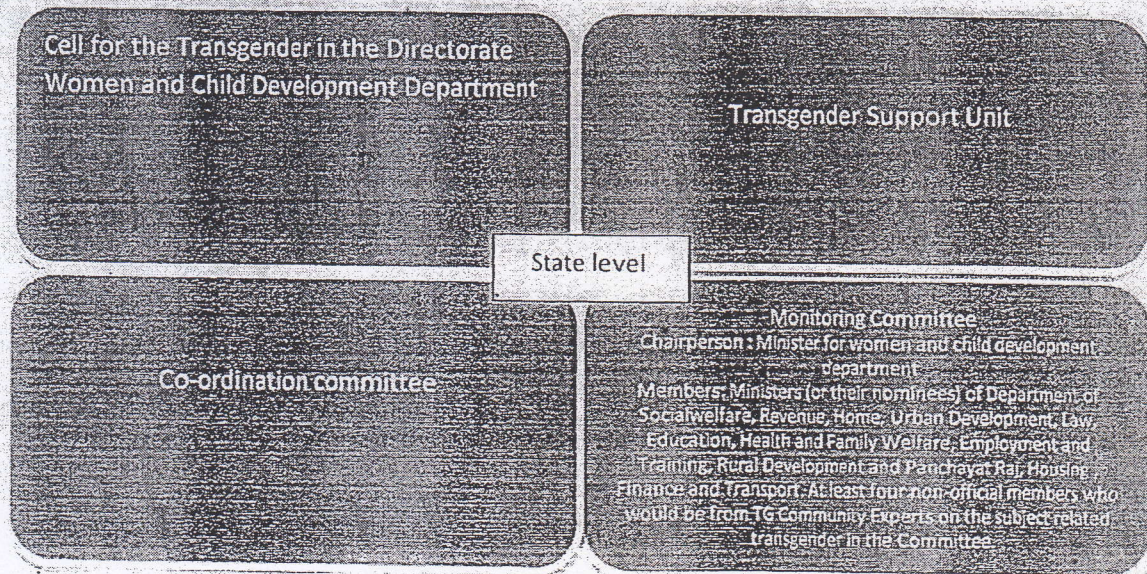 Cell for the Transgender in the Directorate
Women and Child Development Department
Transgender Support Unit
State level
Co-ordination committee
Monitoring Committee
Chairperson : Minister for women and child development
department
Members: Ministers (or their nominees) of Department of
Socialwelfare, Revenue, Home, Urban Development, Law,
Education, Health and Family Welfare, Employment and
Training, Rural Development and Panchayat Raj, Housing
Finance and Transport. At least four non-official members who
would be from TG Community Experts on the subject related
transgender in the Committee.